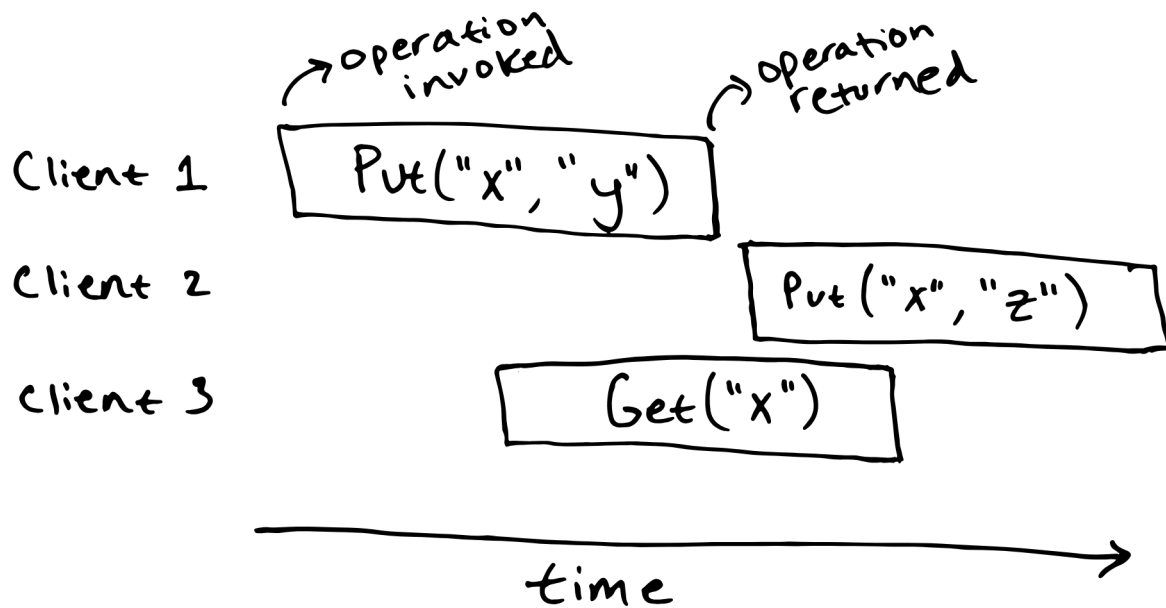 operation
invoked
operation
returned
Client 1
Put("x", "y")
Client 2
Put("x", "z")
Client 3
Get("x")
time